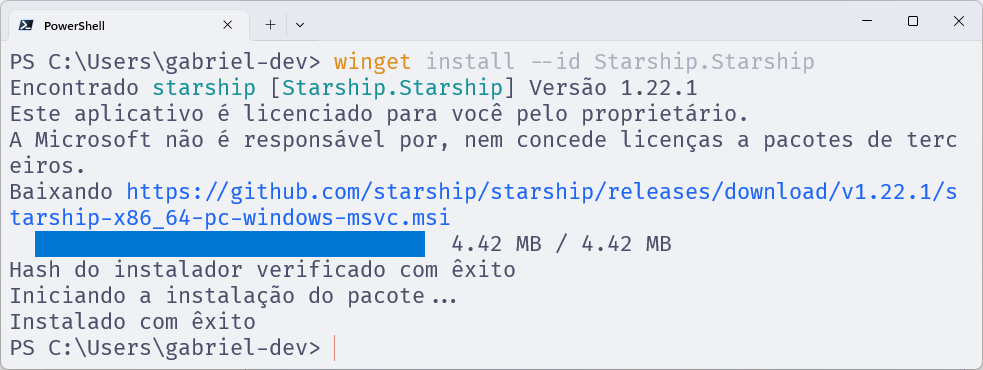 PowerShell
PS C:\Users\gabriel-dev> winget install --id Starship.Starship
Encontrado starship [Starship.Starship] Versão 1.22.1
Este aplicativo é licenciado para você pelo proprietário.
A Microsoft não é responsável por, nem concede licenças a pacotes de terc
eiros.
Baixando https://github.com/starship/starship/releases/download/v1.22.1/s
tarship-x86_64-pc-windows-msvc.msi
4.42 MB / 4.42 MB
Hash do instalador verificado com êxito
Iniciando a instalação do pacote...
Instalado com êxito
PS C:\Users\gabriel-dev>